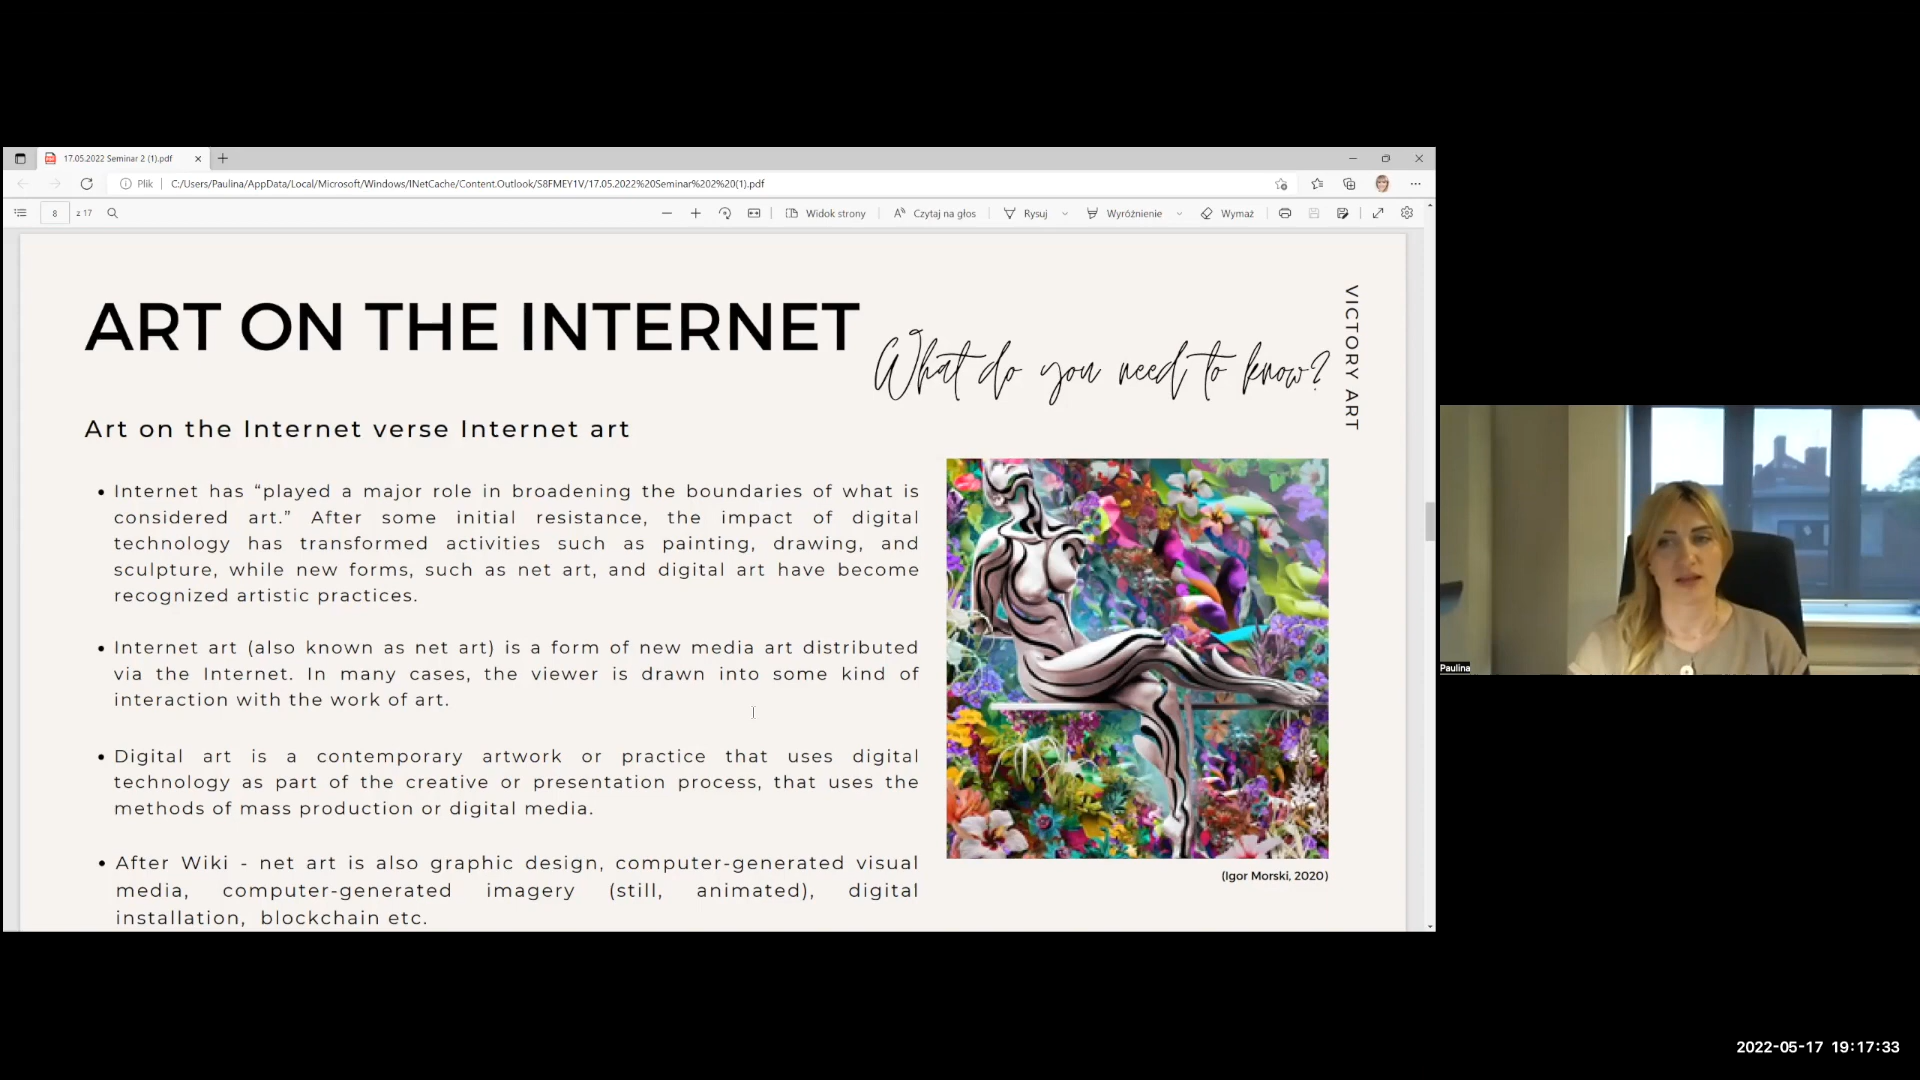 17.05.2022 Seminar 2 (1).pdf
Plik C:/Users/Paulina/AppData/Local/Microsoft/Windows/INetCache/Content.Outlook/S8FMEY1V/17.05.2022%20Seminar%202%20(1).pdf
8 z 17 Widok strony Czytaj na głos Rysuj Wyróżnienie Wymaż
ART ON THE INTERNET
What do you need to know?
VICTORY ART
Art on the Internet verse Internet art
• Internet has “played a major role in broadening the boundaries of what is
considered art.” After some initial resistance, the impact of digital
technology has transformed activities such as painting, drawing, and
sculpture, while new forms, such as net art, and digital art have become
recognized artistic practices.
• Internet art (also known as net art) is a form of new media art distributed
via the Internet. In many cases, the viewer is drawn into some kind of
interaction with the work of art.
• Digital art is a contemporary artwork or practice that uses digital
technology as part of the creative or presentation process, that uses the
methods of mass production or digital media.
• After Wiki - net art is also graphic design, computer-generated visual
media, computer-generated imagery (still, animated), digital
installation, blockchain etc.
(Igor Morski, 2020)
Paulina
2022-05-17 19:17:33